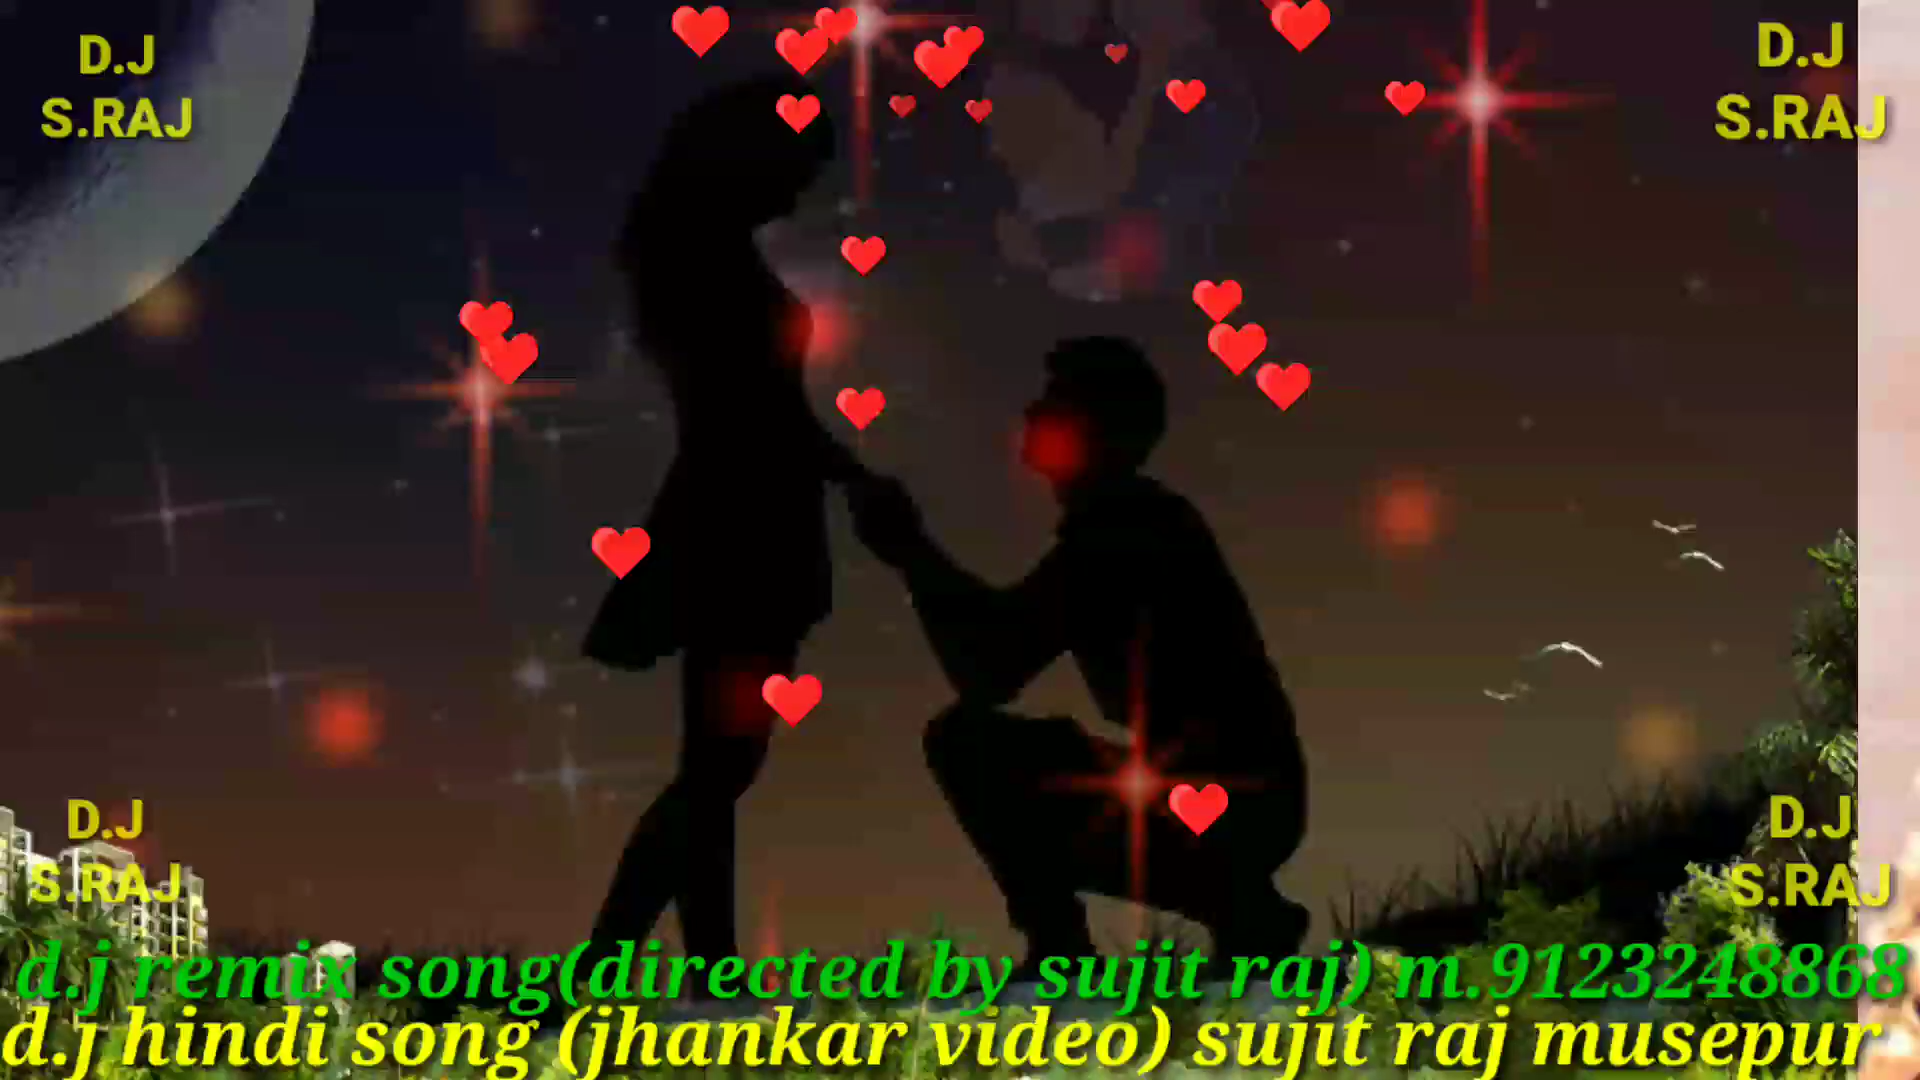 D.J
S.RAJ
D.J
S.RAJ
D.J
S.RAJ
D.J
S.RAJ
d.j remix song(directed by sujit raj) m.9123248868
d.j hindi song (jhankar video) sujit raj musepur